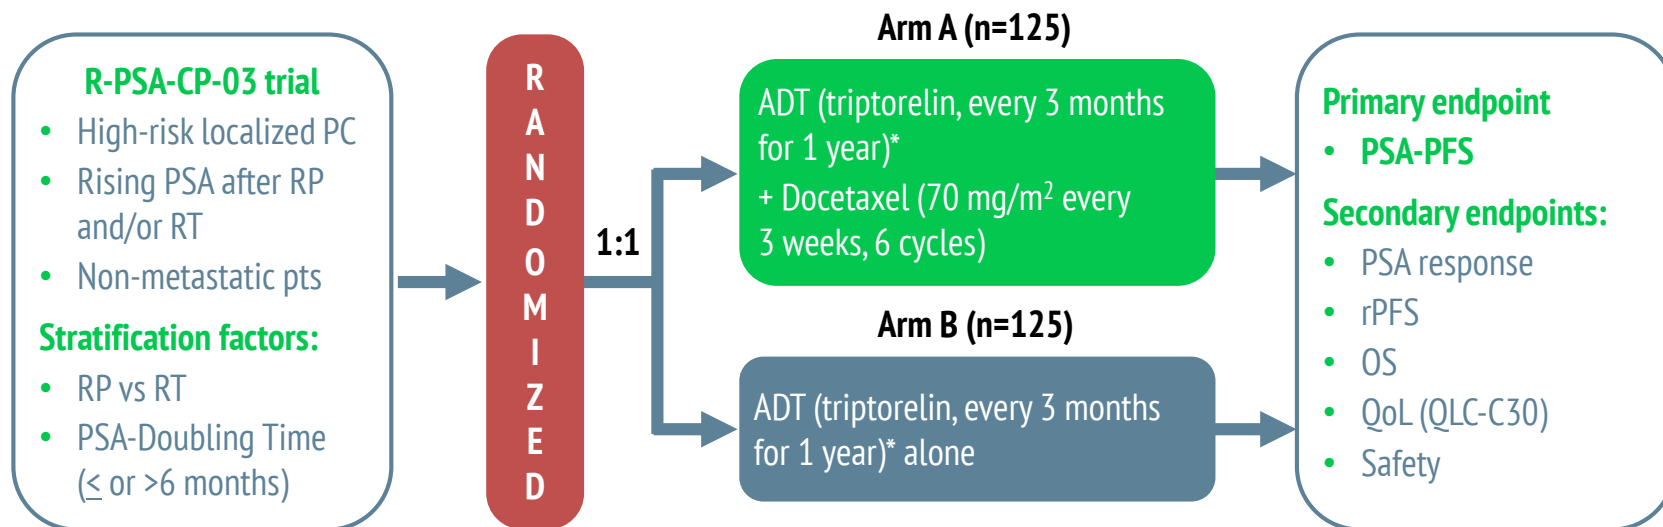 R-PSA-CP-03 trial
• High-risk localized PC
• Rising PSA after RP
and/or RT
• Non-metastatic pts
Stratification factors:
• RP vs RT
• PSA-Doubling Time
(≤ or >6 months)
RANDOMIZED
1:1
Arm A (n=125)
ADT (triptorelin, every 3 months
for 1 year)*
+ Docetaxel (70 mg/m² every
3 weeks, 6 cycles)
Arm B (n=125)
ADT (triptorelin, every 3 months
for 1 year)* alone
Primary endpoint
• PSA-PFS
Secondary endpoints:
• PSA response
• rPFS
• OS
• QoL (QLC-C30)
• Safety